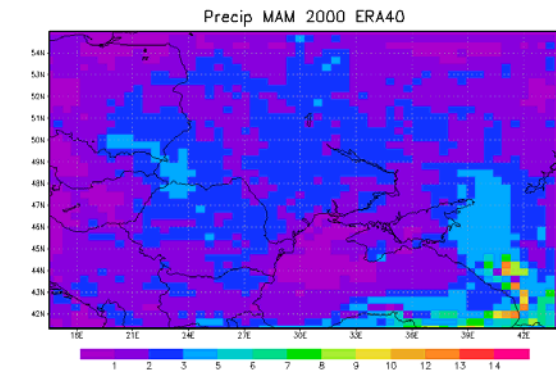 Precip MAM 2000 ERA40
54N
53N
52N
51N
50N
49N
48N
47N
46N
45N
44N
43N
42N
18E 21E 24E 27E 30E 33E 36E 39E 42E
1 2 3 5 6 7 8 9 10 12 13 14